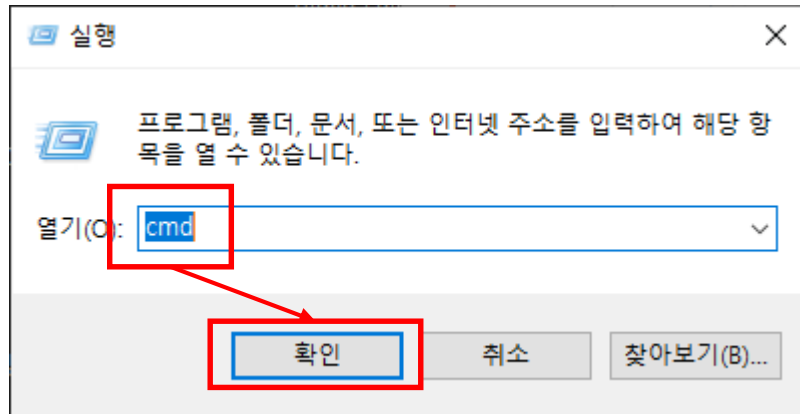 실행
프로그램, 폴더, 문서, 또는 인터넷 주소를 입력하여 해당 항
목을 열 수 있습니다.
열기(O): cmd
확인 취소 찾아보기(B)...